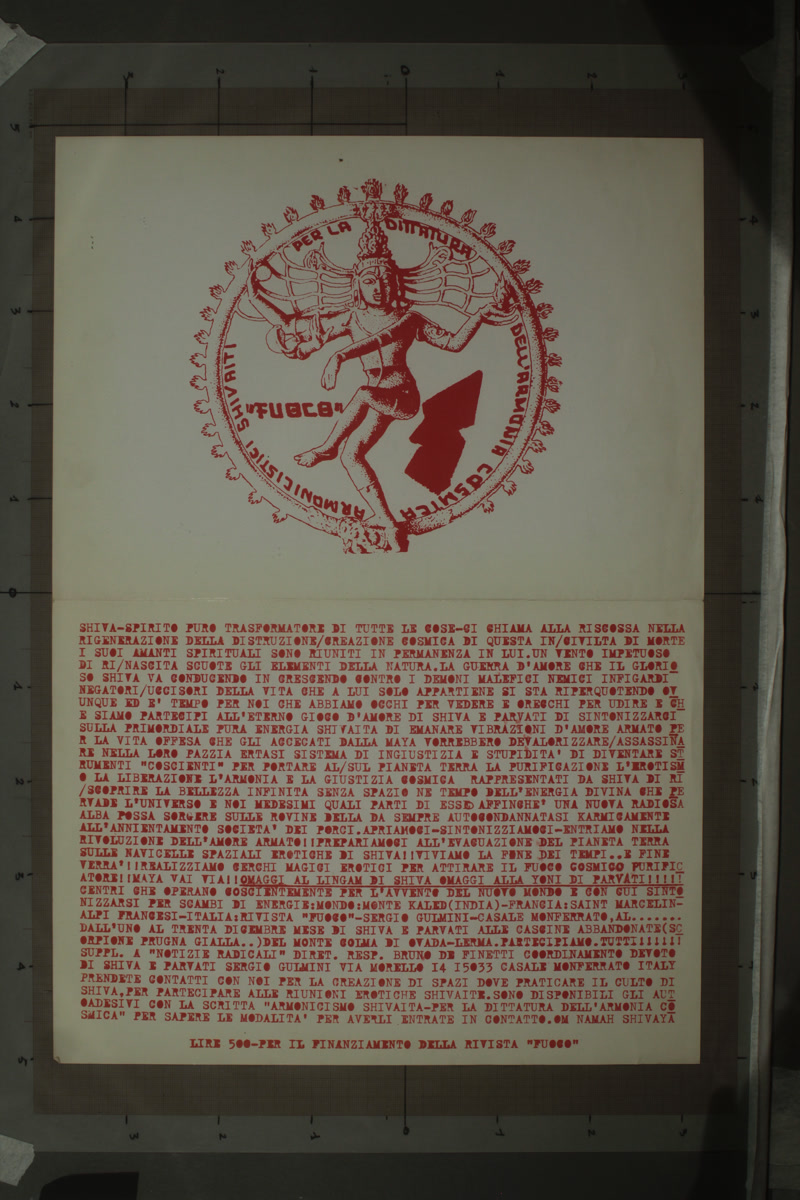 PER LA DITTATURA
DELL'ARMONIA COSMICA
ARMONICISTICI SHIVAITI
"FUOCO"
SHIVA-SPIRITO PURO TRASFORMATORE DI TUTTE LE COSE-CI CHIAMA ALLA RISCOSSA NELLA
RIGENERAZIONE DELLA DISTRUZIONE/CREAZIONE COSMICA DI QUESTA IN/CIVILTA DI MORTE
I SUOI AMANTI SPIRITUALI SONO RIUNITI IN PERMANENZA IN LUI.UN VENTO IMPETUOSO
DI RI/NASCITA SCUOTE GLI ELEMENTI DELLA NATURA.LA GUERRA D'AMORE CHE IL GLORIO
SO SHIVA VA CONDUCENDO IN CRESCENDO CONTRO I DEMONI MALEFICI NEMICI INFIGARDI
NEGATORI/UCCISORI DELLA VITA CHE A LUI SOLO APPARTIENE SI STA RIPERQUOTENDO OV
UNQUE ED E' TEMPO PER NOI CHE ABBIAMO OCCHI PER VEDERE E ORECCHI PER UDIRE E CH
E SIAMO PARTECIPI ALL'ETERNO GIOCO D'AMORE DI SHIVA E PARVATI DI SINTONIZZARCI
SULLA PRIMORDIALE PURA ENERGIA SHIVAITA DI EMANARE VIBRAZIONI D'AMORE ARMATO PE
R LA VITA OFFESA CHE GLI ACCECATI DALLA MAYA VORREBBERO DEVALORIZZARE/ASSASSINA
RE NELLA LORO PAZZIA ERTASI SISTEMA DI INGIUSTIZIA E STUPIDITA' DI DIVENTARE ST
RUMENTI "COSCIENTI" PER PORTARE AL/SUL PIANETA TERRA LA PURIFICAZIONE L'EROTISM
O LA LIBERAZIONE L'ARMONIA E LA GIUSTIZIA COSMICA RAPPRESENTATI DA SHIVA DI RI
/SCOPRIRE LA BELLEZZA INFINITA SENZA SPAZIO NE TEMPO DELL'ENERGIA DIVINA CHE PE
RVADE L'UNIVERSO E NOI MEDESIMI QUALI PARTI DI ESSO AFFINCHE' UNA NUOVA RADIOSA
ALBA POSSA SORGERE SULLE ROVINE DELLA DA SEMPRE AUTOCONDANNATASI KARMICAMENTE
ALL'ANNIENTAMENTO SOCIETA' DEI PORCI.APRIAMOCI-SINTONIZZIAMOCI-ENTRIAMO NELLA
RIVOLUZIONE DELL'AMORE ARMATO!!PREPARIAMOCI ALL'EVACUAZIONE DEL PIANETA TERRA
SULLE NAVICELLE SPAZIALI EROTICHE DI SHIVA!!VIVIAMO LA FONE DEI TEMPI..E FINE
VERRA'!!REALIZZIAMO CERCHI MAGICI EROTICI PER ATTIRARE IL FUOCO COSMICO PURIFIC
ATORE!!MAYA VAI VIA!!OMAGGI AL LINGAM DI SHIVA OMAGGI ALLA YONI DI PARVATI!!!!!!
CENTRI CHE OPERANO COSCIENTEMENTE PER L'AVVENTO DEL NUOVO MONDO E CON CUI SINTO
NIZZARSI PER SCAMBI DI ENERGIE:MONDO:MONTE KALED(INDIA)-FRANCIA:SAINT MARCELIN-
ALPI FRANCESI-ITALIA:RIVISTA "FUOCO"-SERGIO GULMINI-CASALE MONFERRATO,AL.......
DALL'UNO AL TRENTA DICEMBRE MESE DI SHIVA E PARVATI ALLE CASCINE ABBANDONATE(SC
ORPIONE PRUGNA GIALLA..)DEL MONTE COLMA DI OVADA-LERMA.PARTECIPIAMO.TUTTI!!!!!!!
SUPPL. A "NOTIZIE RADICALI" DIRET. RESP. BRUNO DE FINETTI COORDINAMENTO DEVOTO
DI SHIVA E PARVATI SERGIO GULMINI VIA MORELLO I4 I5033 CASALE MONFERRATO ITALY
PRENDETE CONTATTI CON NOI PER LA CREAZIONE DI SPAZI DOVE PRATICARE IL CULTO DI
SHIVA,PER PARTECIPARE ALLE RIUNIONI EROTICHE SHIVAITE.SONO DISPONIBILI GLI AUT
OADESIVI CON LA SCRITTA "ARMONICISMO SHIVAITA-PER LA DITTATURA DELL'ARMONIA CO
SMICA" PER SAPERE LE MODALITA' PER AVERLI ENTRATE IN CONTATTO.OM NAMAH SHIVAYA
LIRE 500-PER IL FINANZIAMENTO DELLA RIVISTA "FUOCO"